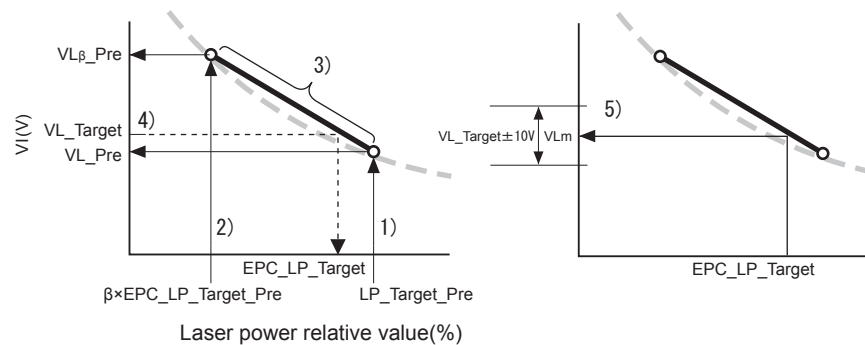 VLβ_Pre
3)
VL_Target
4)
VL_Pre
Vl(V)
2)
1)
EPC_LP_Target
β×EPC_LP_Target_Pre
LP_Target_Pre
Laser power relative value(%)
5)
VL_Target±10V
VLm
EPC_LP_Target